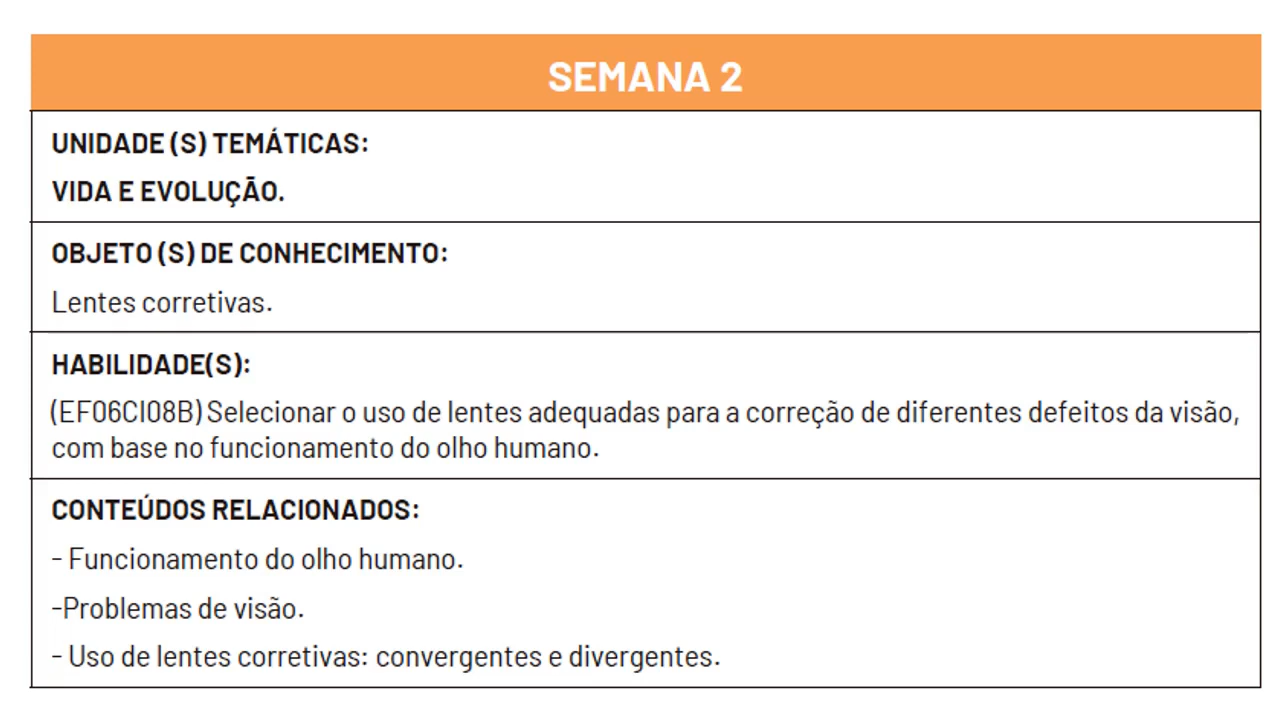 SEMANA 2
UNIDADE (S) TEMÁTICAS:
VIDA E EVOLUÇÃO.
OBJETO (S) DE CONHECIMENTO:
Lentes corretivas.
HABILIDADE(S):
(EF06CI08B) Selecionar o uso de lentes adequadas para a correção de diferentes defeitos da visão,
com base no funcionamento do olho humano.
CONTEÚDOS RELACIONADOS:
- Funcionamento do olho humano.
-Problemas de visão.
- Uso de lentes corretivas: convergentes e divergentes.